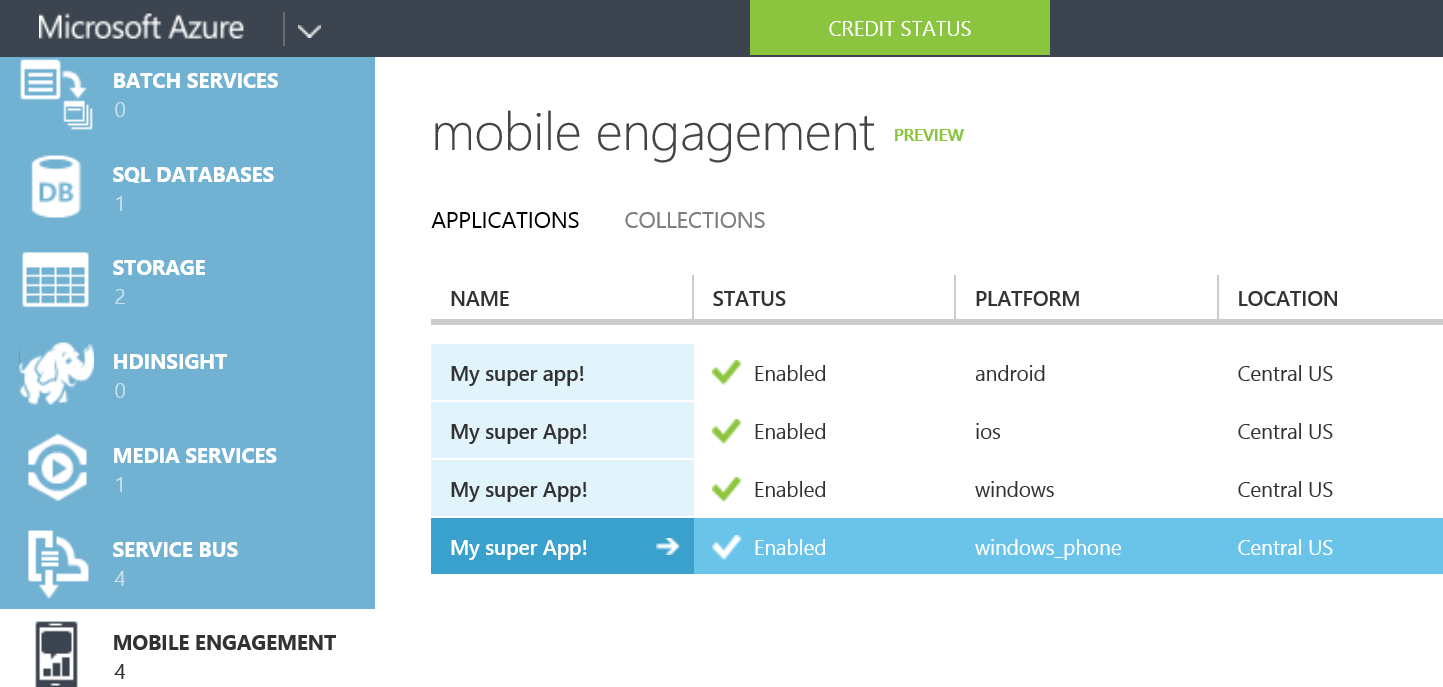 Microsoft Azure
CREDIT STATUS
BATCH SERVICES
0
SQL DATABASES
1
STORAGE
2
HDINSIGHT
0
MEDIA SERVICES
1
SERVICE BUS
4
MOBILE ENGAGEMENT
4
DB
mobile engagement PREVIEW
APPLICATIONS COLLECTIONS
NAME STATUS PLATFORM LOCATION
My super app! Enabled android Central US
My super App! Enabled ios Central US
My super App! Enabled windows Central US
My super App! Enabled windows_phone Central US